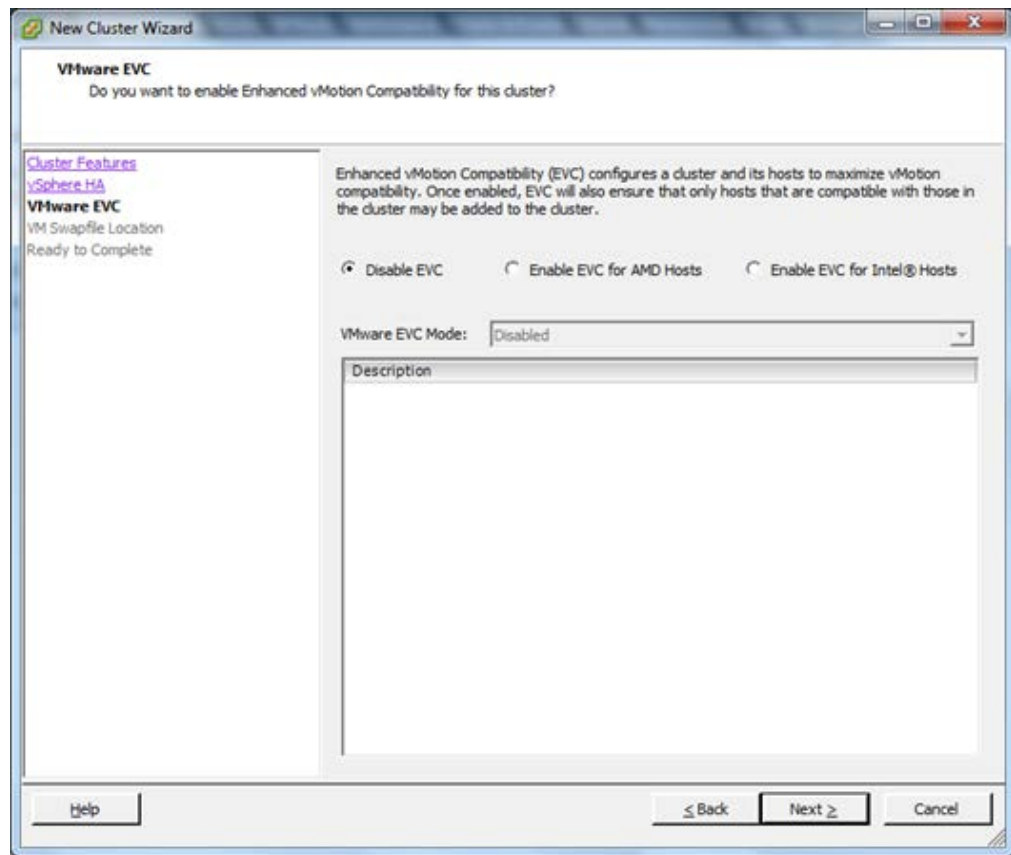 New Cluster Wizard
VMware EVC
Do you want to enable Enhanced vMotion Compatibility for this cluster?
Cluster Features
vSphere HA
VMware EVC
VM Swapfile Location
Ready to Complete
Enhanced vMotion Compatibility (EVC) configures a cluster and its hosts to maximize vMotion
compatibility. Once enabled, EVC will also ensure that only hosts that are compatible with those in
the cluster may be added to the cluster.
Disable EVC
Enable EVC for AMD Hosts
Enable EVC for Intel® Hosts
VMware EVC Mode:
Disabled
Description
Help
≤ Back
Next ≥
Cancel